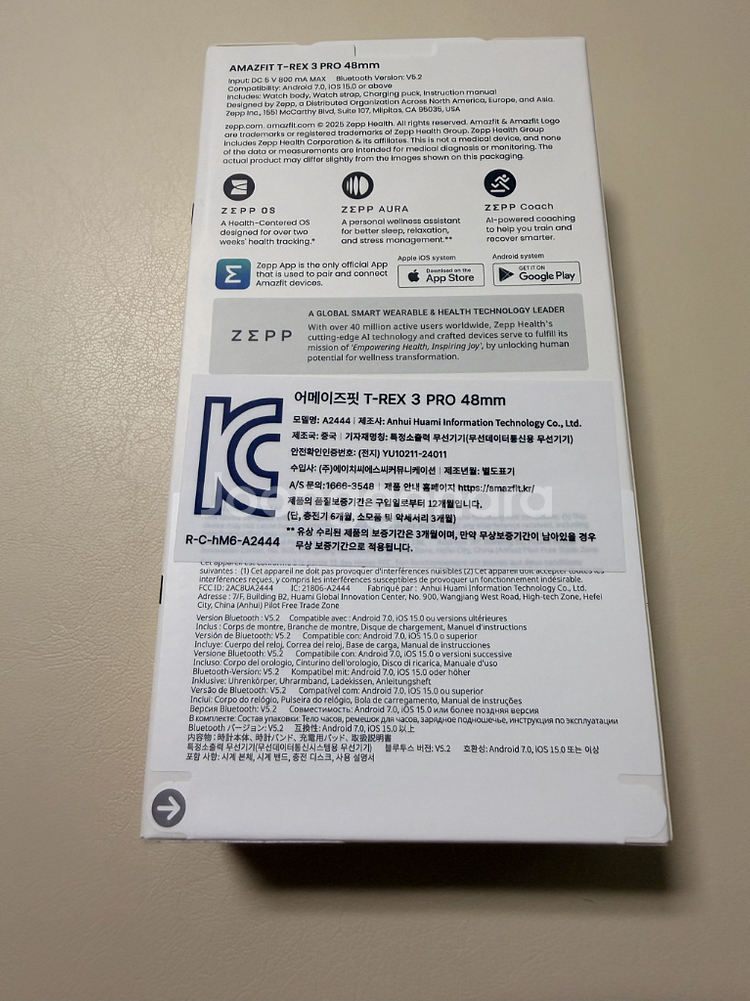 AMAZFIT T-REX 3 PRO 48mm
Input: DC 5 V 800 mA MAX Bluetooth Version: V5.2
Compatibility: Android 7.0, iOS 15.0 or above
Includes: Watch body, Watch strap, Charging puck, Instruction manual
Designed by Zepp, a Distributed Organization Across North America, Europe, and Asia.
Zepp Inc., 1551 McCarthy Blvd, Suite 107, Milpitas, CA 95035, USA
zepp.com. amazfit.com © 2025 Zepp Health. All rights reserved. Amazfit & Amazfit Logo
are trademarks or registered trademarks of Zepp Health Group. Zepp Health Group
includes Zepp Health Corporation & its affiliates. This is not a medical device, and none
of the data or measurements are intended for medical diagnosis or monitoring. The
actual product may differ slightly from the images shown on this packaging.
ZΣPP OS
A Health-Centered OS
designed for over two
weeks' health tracking.*
ZΣPP AURA
A personal wellness assistant
for better sleep, relaxation,
and stress management.**
ZΣPP Coach
AI-powered coaching
to help you train and
recover smarter.
Zepp App is the only official App
that is used to pair and connect
Amazfit devices.
Apple iOS system
Download on the
App Store
Android system
GET IT ON
Google Play
ZΣPP
A GLOBAL SMART WEARABLE & HEALTH TECHNOLOGY LEADER
With over 40 million active users worldwide, Zepp Health's
cutting-edge AI technology and crafted devices serve to fulfill its
mission of 'Empowering Health, Inspiring Joy', by unlocking human
potential for wellness transformation.
어메이즈핏 T-REX 3 PRO 48mm
모델명: A2444 | 제조사: Anhui Huami Information Technology Co., Ltd.
제조국: 중국 | 기자재명칭: 특정소출력 무선기기(무선데이터통신용 무선기기)
안전확인인증번호: (전지) YU10211-24011
수입사: (주)에이치씨에스씨커뮤니케이션 | 제조년월: 별도표기
A/S 문의:1666-3548 | 제품 안내 홈페이지 https://amazfit.kr/
제품의 품질보증기간은 구입일로부터 12개월입니다.
(단, 충전기 6개월, 소모품 및 악세서리 3개월)
** 유상 수리된 제품의 보증기간은 3개월이며, 만약 무상보증기간이 남아있을 경우
무상 보증기간으로 적용됩니다.
R-C-hM6-A2444
suivantes : (1) Cet appareil ne doit pas provoquer d'interférences nuisibles (2) Cet appareil doit accepter toutes les
interférences reçues, y compris les interférences susceptibles de provoquer un fonctionnement indésirable.
FCC ID: 2AC8UA2444 IC: 21806-A2444 Fabriqué par : Anhui Huami Information Technology Co., Ltd.
Adresse : 7/F, Building B2, Huami Global Innovation Center, No. 900, Wangjiang West Road, High-tech Zone, Hefei
City, China (Anhui) Pilot Free Trade Zone
Version Bluetooth : V5.2 Compatible avec: Android 7.0, iOS 15.0 ou versions ultérieures
Inclus : Corps de montre, Branche de montre, Disque de chargement, Manuel d'instructions
Versión de Bluetooth: V5.2 Compatible con: Android 7.0, iOS 15.0 o superior
Incluye: Cuerpo del reloj, Correa del reloj, Base de carga, Manual de instrucciones
Versione Bluetooth: V5.2 Compatibile con: Android 7.0, iOS 15.0 o versioni successive
Incluso: Corpo del orologio, Cinturino dell'orologio, Disco di ricarica, Manuale d'uso
Bluetooth-Version: V5.2 Kompatibel mit: Android 7.0, iOS 15.0 oder höher
Inklusive: Uhrenkörper, Uhrarmband, Ladekissen, Anleitungsheft
Versão de Bluetooth: V5.2 Compatível com: Android 7.0, iOS 15.0 ou superior
Inclui: Corpo do relógio, Pulseira do relógio, Bola de carregamento, Manual de instruções
Версия Bluetooth: V5.2 Совместимость: Android 7.0, iOS 15.0 или более поздняя версия
В комплекте: Состав упаковки: Тело часов, ремешок для часов, зарядное подножечье, инструкция по эксплуатации
Bluetooth バージョン: V5.2 互換性: Android 7.0, iOS 15.0 以上
内容物: 時計本体、時計バンド、充電用パッド、取扱説明書
특정소출력 무선기기(무선데이터통신시스템용 무선기기) 블루투스 버전: V5.2 호환성: Android 7.0, iOS 15.0 또는 이상
포함 사항: 시계 본체, 시계 밴드, 충전 디스크, 사용 설명서